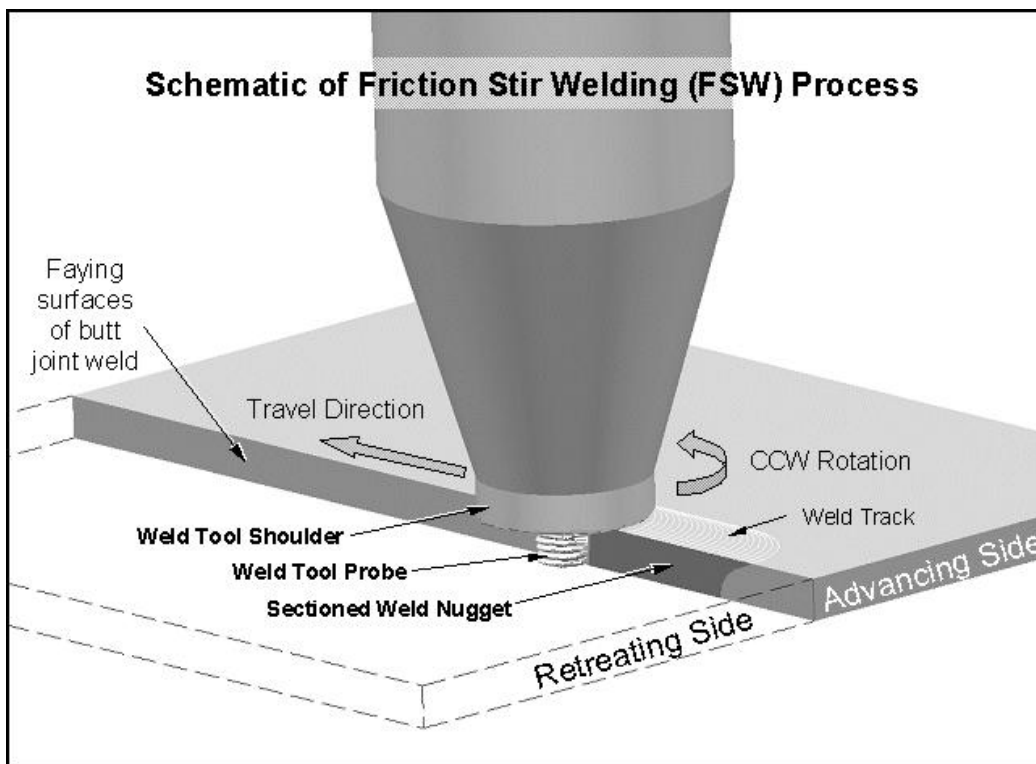 Schematic of Friction Stir Welding (FSW) Process
Faying
surfaces
of butt
joint weld
Travel Direction
CCW Rotation
Weld Track
Weld Tool Shoulder
Weld Tool Probe
Sectioned Weld Nugget
Advancing Side
Retreating Side